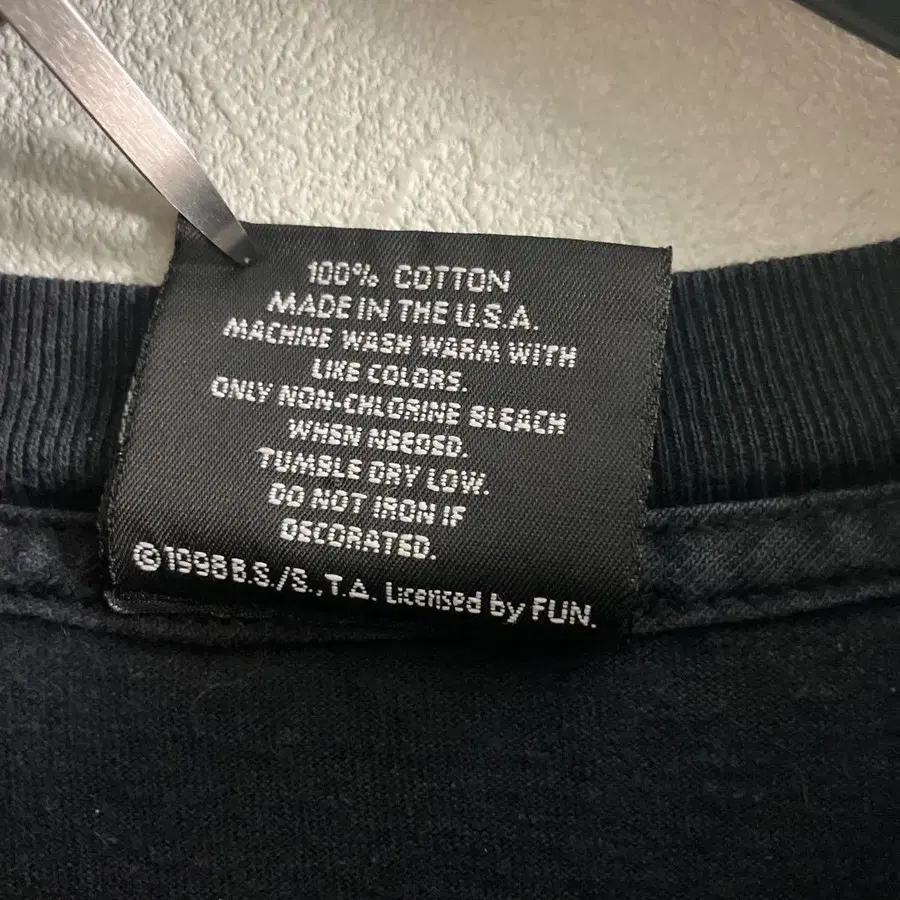 100% COTTON
MADE IN THE U.S.A.
MACHINE WASH WARM WITH
LIKE COLORS.
ONLY NON-CHLORINE BLEACH
WHEN NEEDED.
TUMBLE DRY LOW.
DO NOT IRON IF
DECORATED.
©1998 B.S./S., T.A. Licensed by FUN.